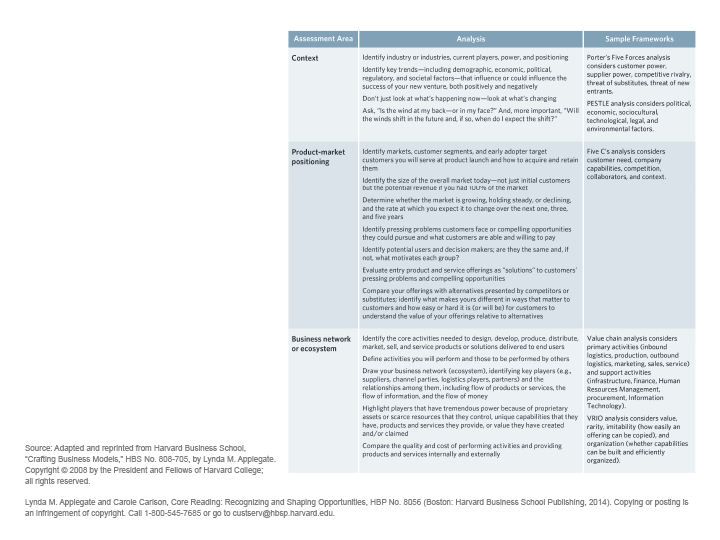 Assessment Area
Analysis
Sample Frameworks
Context
Identify industry or industries, current players, power, and positioning
Identify key trends—including demographic, economic, political,
regulatory, and societal factors—that influence or could influence the
success of your new venture, both positively and negatively
Don't just look at what's happening now—look at what's changing
Ask, "Is the wind at my back—or in my face?" And, more important, "Will
the winds shift in the future and, if so, when do I expect the shift?"
Porter's Five Forces analysis
considers customer power,
supplier power, competitive rivalry,
threat of substitutes, threat of new
entrants.
PESTLE analysis considers political,
economic, sociocultural,
technological, legal, and
environmental factors.
Product-market
positioning
Identify markets, customer segments, and early adopter target
customers you will serve at product launch and how to acquire and retain
them
Identify the size of the overall market today—not just initial customers
but the potential revenue if you had 100% of the market
Determine whether the market is growing, holding steady, or declining,
and the rate at which you expect it to change over the next one, three,
and five years
Identify pressing problems customers face or compelling opportunities
they could pursue and what customers are able and willing to pay
Identify potential users and decision makers; are they the same and, if
not, what motivates each group?
Evaluate entry product and service offerings as "solutions" to customers'
pressing problems and compelling opportunities
Compare your offerings with alternatives presented by competitors or
substitutes; identify what makes yours different in ways that matter to
customers and how easy or hard it is (or will be) for customers to
understand the value of your offerings relative to alternatives
Five C's analysis considers
customer need, company
capabilities, competition,
collaborators, and context.
Business network
or ecosystem
Identify the core activities needed to design, develop, produce, distribute,
market, sell, and service products or solutions delivered to end users
Define activities you will perform and those to be performed by others
Draw your business network (ecosystem), identifying key players (e.g.,
suppliers, channel parties, logistics players, partners) and the
relationships among them, including flow of products or services, the
flow of information, and the flow of money
Highlight players that have tremendous power because of proprietary
assets or scarce resources that they control, unique capabilities that they
have, products and services they provide, or value they have created
and/or claimed
Compare the quality and cost of performing activities and providing
products and services internally and externally
Value chain analysis considers
primary activities (inbound
logistics, production, outbound
logistics, marketing, sales, service)
and support activities
(infrastructure, finance, Human
Resources Management,
procurement, Information
Technology).
VRIO analysis considers value,
rarity, imitability (how easily an
offering can be copied), and
organization (whether capabilities
can be built and efficiently
organized).
Source: Adapted and reprinted from Harvard Business School,
"Crafting Business Models," HBS No. 808-705, by Lynda M. Applegate.
Copyright © 2008 by the President and Fellows of Harvard College;
all rights reserved.
Lynda M. Applegate and Carole Carlson, Core Reading: Recognizing and Shaping Opportunities, HBP No. 8056 (Boston: Harvard Business School Publishing, 2014). Copying or posting is
an infringement of copyright. Call 1-800-545-7685 or go to custserv@hbsp.harvard.edu.